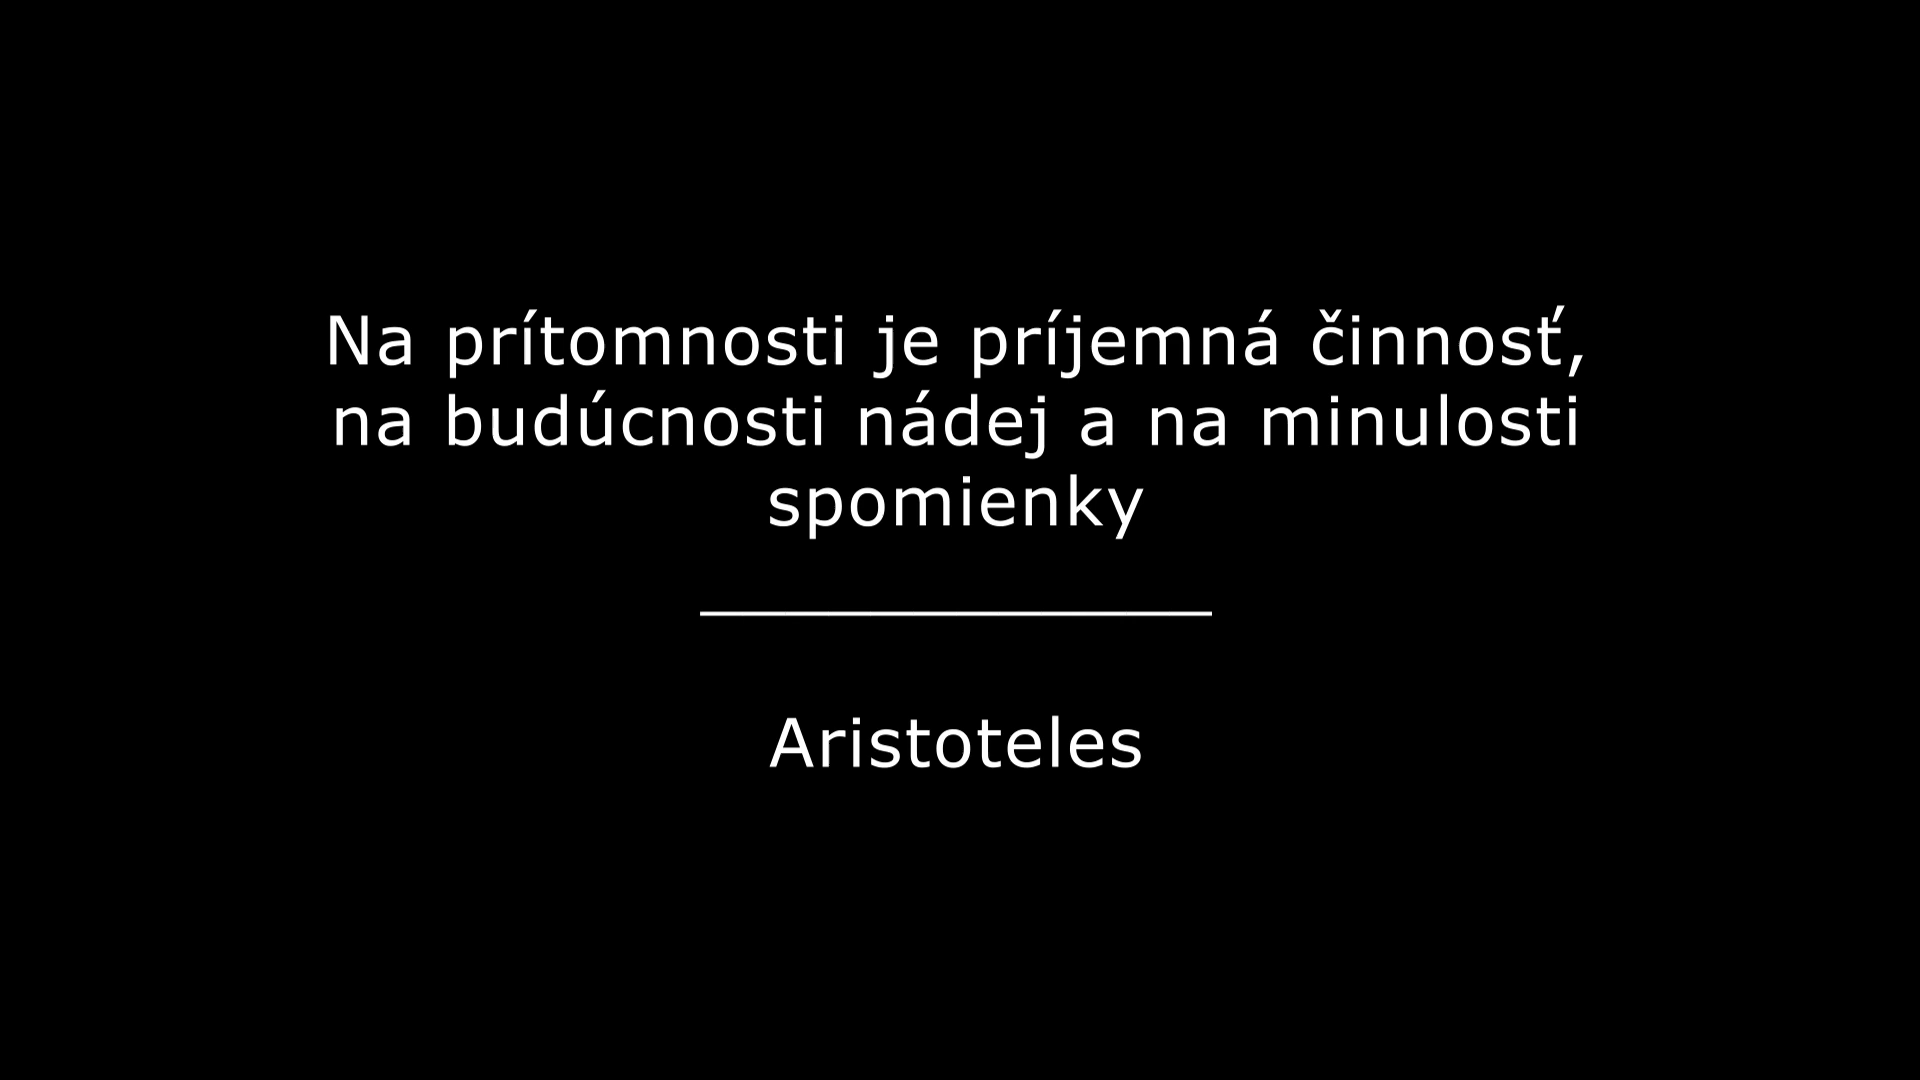 Na prítomnosti je príjemná činnosť,
na budúcnosti nádej a na minulosti
spomienky
Aristoteles